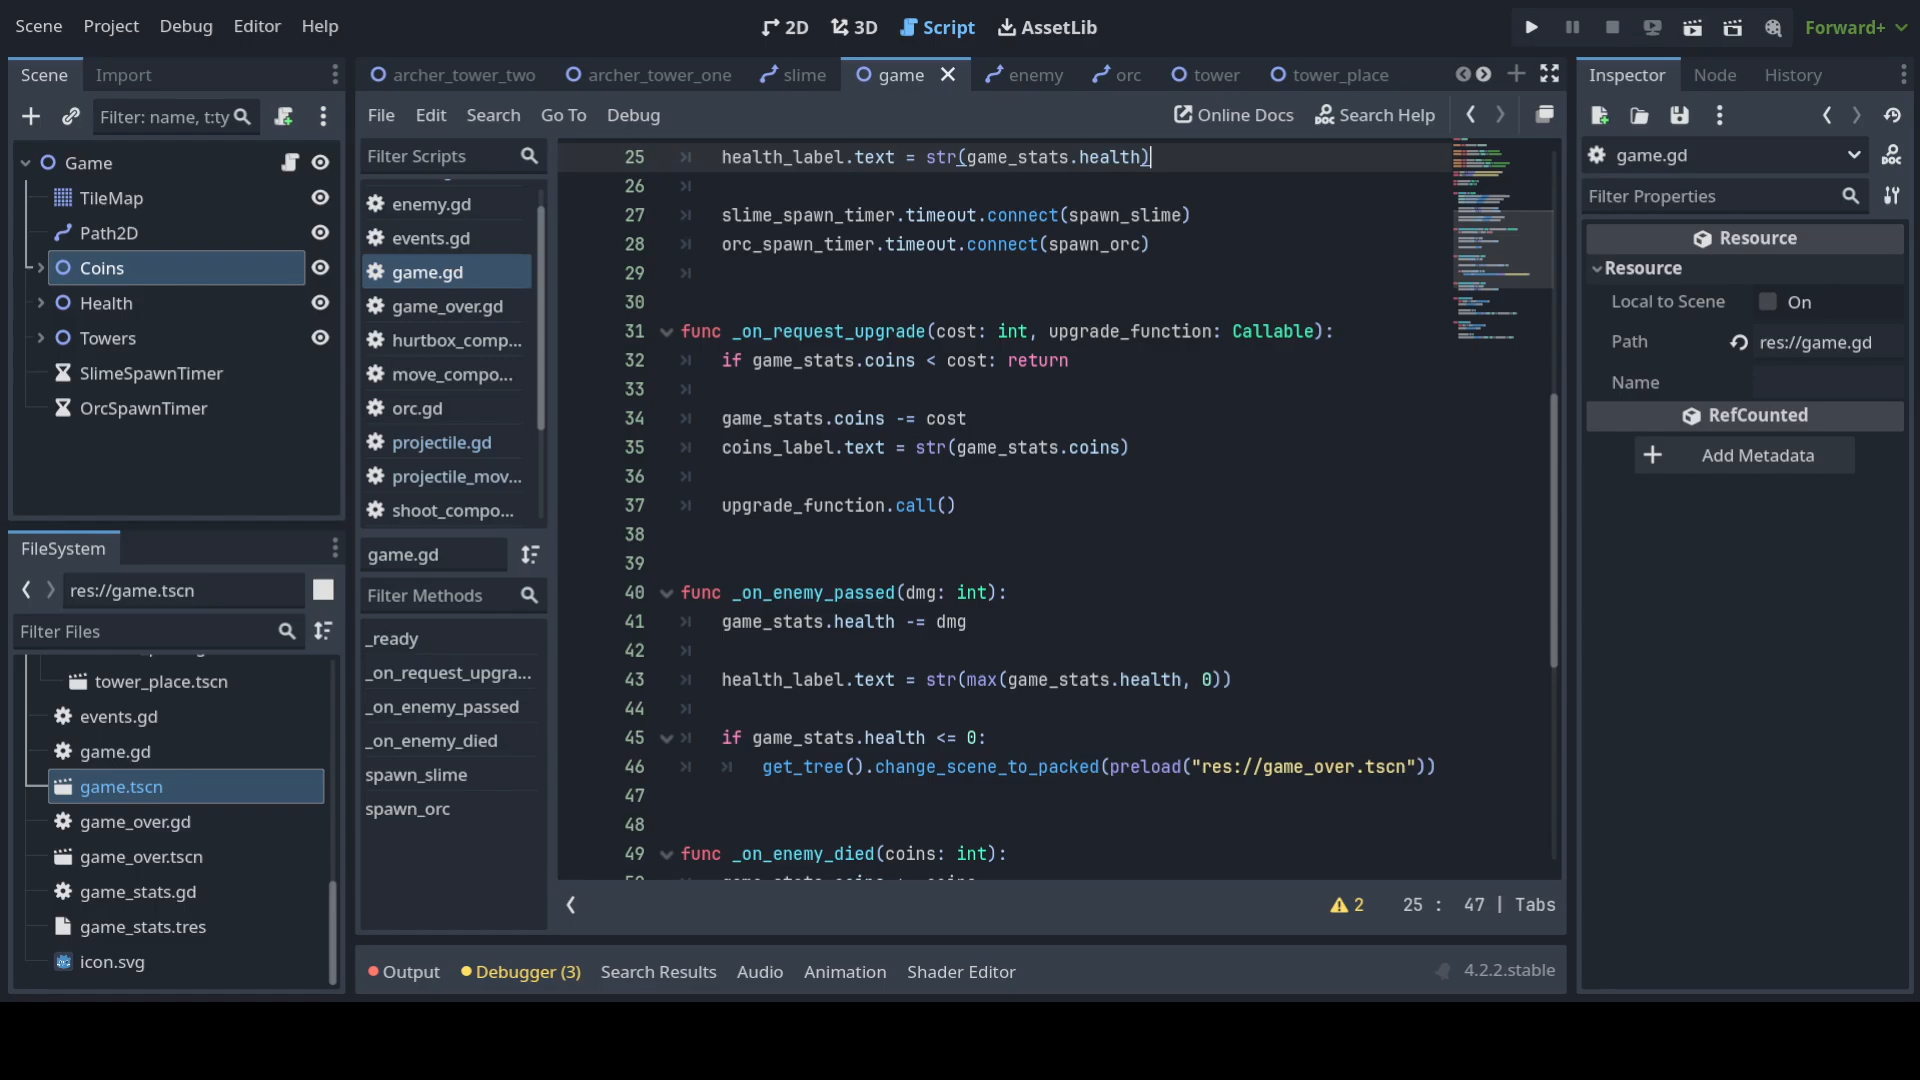 Scene Project Debug Editor Help
2D 3D Script AssetLib
Forward+
Scene Import
archer_tower_two archer_tower_one slime game enemy orc tower tower_place
Inspector Node History
Filter: name, t:ty
File Edit Search Go To Debug
Online Docs Search Help
Game
TileMap
Path2D
Coins
Health
Towers
SlimeSpawnTimer
OrcSpawnTimer
FileSystem
res://game.tscn
Filter Files
tower_place.tscn
events.gd
game.gd
game.tscn
game_over.gd
game_over.tscn
game_stats.gd
game_stats.tres
icon.svg
Filter Scripts
enemy.gd
events.gd
game.gd
game_over.gd
hurtbox_comp...
move_compo...
orc.gd
projectile.gd
projectile_mov...
shoot_compo...
game.gd
Filter Methods
_ready
_on_request_upgra...
_on_enemy_passed
_on_enemy_died
spawn_slime
spawn_orc
25 health_label.text = str(game_stats.health)
26
27 slime_spawn_timer.timeout.connect(spawn_slime)
28 orc_spawn_timer.timeout.connect(spawn_orc)
29
30
31 func _on_request_upgrade(cost: int, upgrade_function: Callable):
32 if game_stats.coins < cost: return
33
34 game_stats.coins -= cost
35 coins_label.text = str(game_stats.coins)
36
37 upgrade_function.call()
38
39
40 func _on_enemy_passed(dmg: int):
41 game_stats.health -= dmg
42
43 health_label.text = str(max(game_stats.health, 0))
44
45 if game_stats.health <= 0:
46 get_tree().change_scene_to_packed(preload("res://game_over.tscn"))
47
48
49 func _on_enemy_died(coins: int):
2 25 : 47 | Tabs
Output Debugger (3) Search Results Audio Animation Shader Editor
4.2.2.stable
game.gd
Filter Properties
Resource
Resource
Local to Scene On
Path res://game.gd
Name
RefCounted
Add Metadata